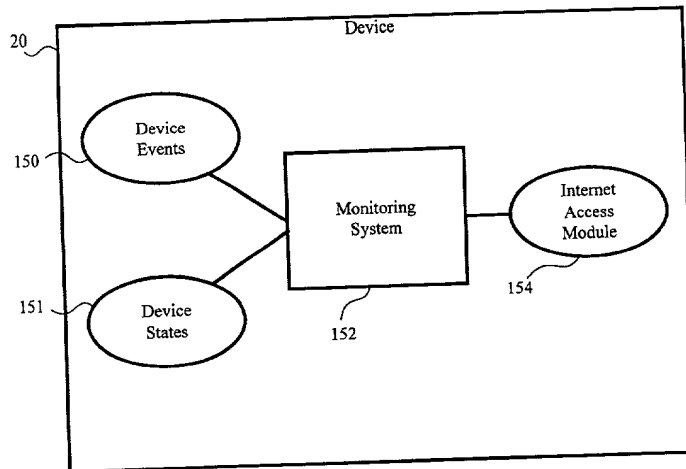 20
Device
Device
Events
150
Monitoring
System
Internet
Access
Module
154
151
Device
States
152